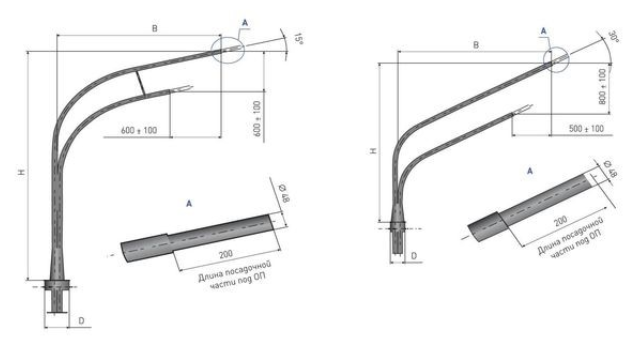 B
A
15°
H
600 ± 100
600 ± 100
A
Ø 48
200
Длина посадочной
части под ОП
D
B
A
30°
H
800 ± 100
500 ± 100
A
Ø 48
200
Длина посадочной
части под ОП
D